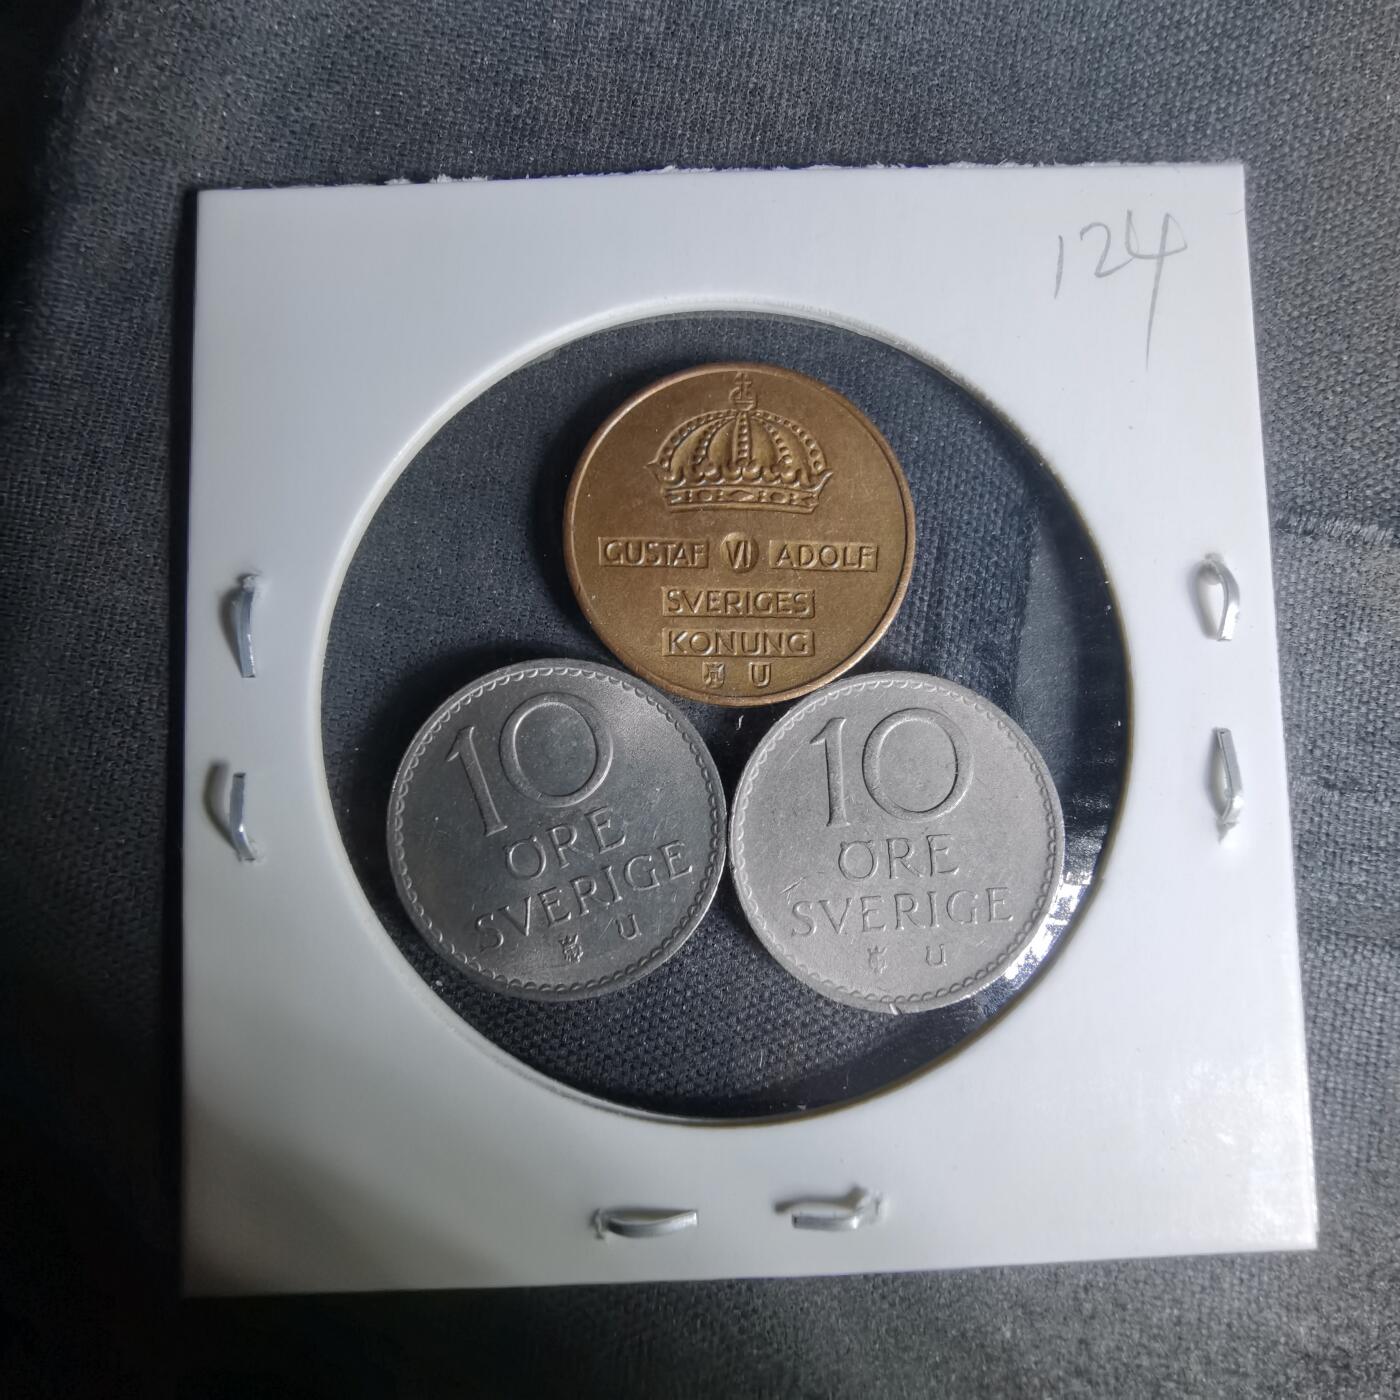 124
GUSTAF VI ADOLF
SVERIGES
KONUNG
U
10
ÖRE
SVERIGE
U
10
ÖRE
SVERIGE
U